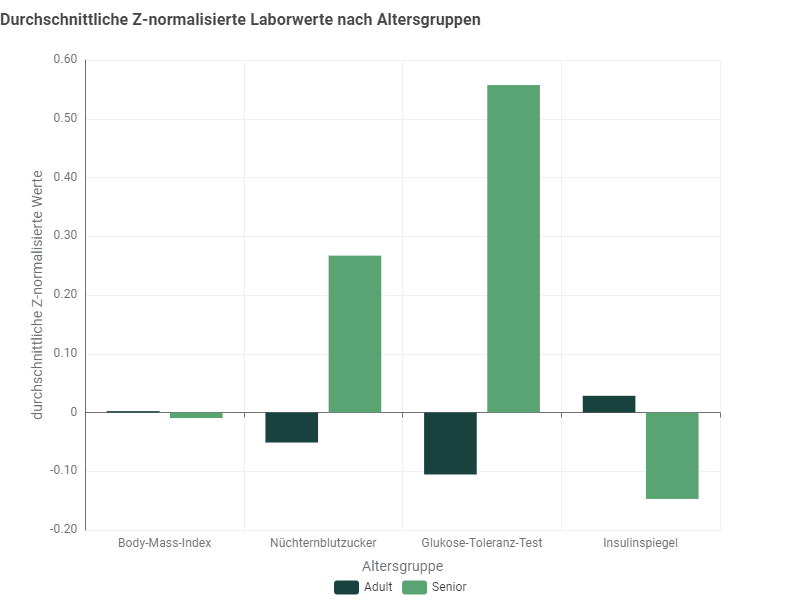 Durchschnittliche Z-normalisierte Laborwerte nach Altersgruppen
durchschnittliche Z-normalisierte Werte
0.60
0.50
0.40
0.30
0.20
0.10
0
-0.10
-0.20
Body-Mass-Index Nüchternblutzucker Glukose-Toleranz-Test Insulinspiegel
Altersgruppe
Adult Senior